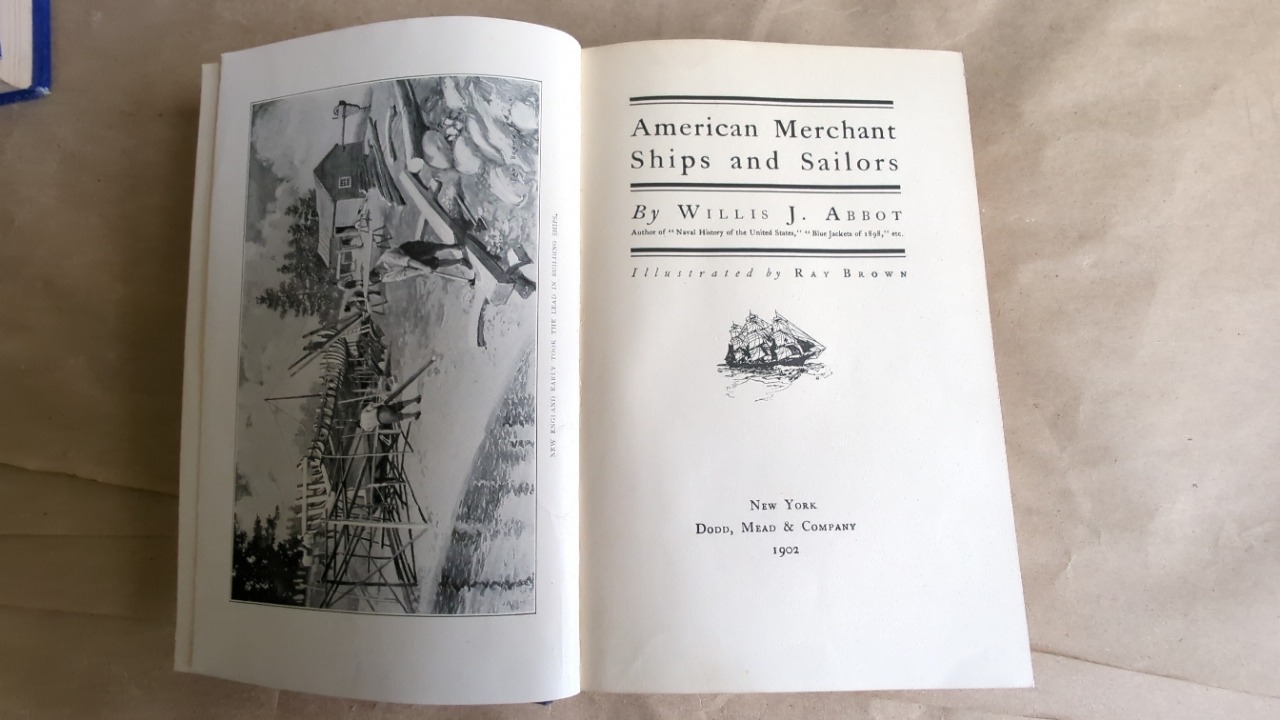 NEW ENGLAND EARLY TOOK THE LEAD IN BUILDING SHIPS.
American Merchant
Ships and Sailors
By WILLIS J. ABBOT
Author of "Naval History of the United States," "Blue Jackets of 1898," etc.
Illustrated by RAY BROWN
NEW YORK
DODD, MEAD & COMPANY
1902